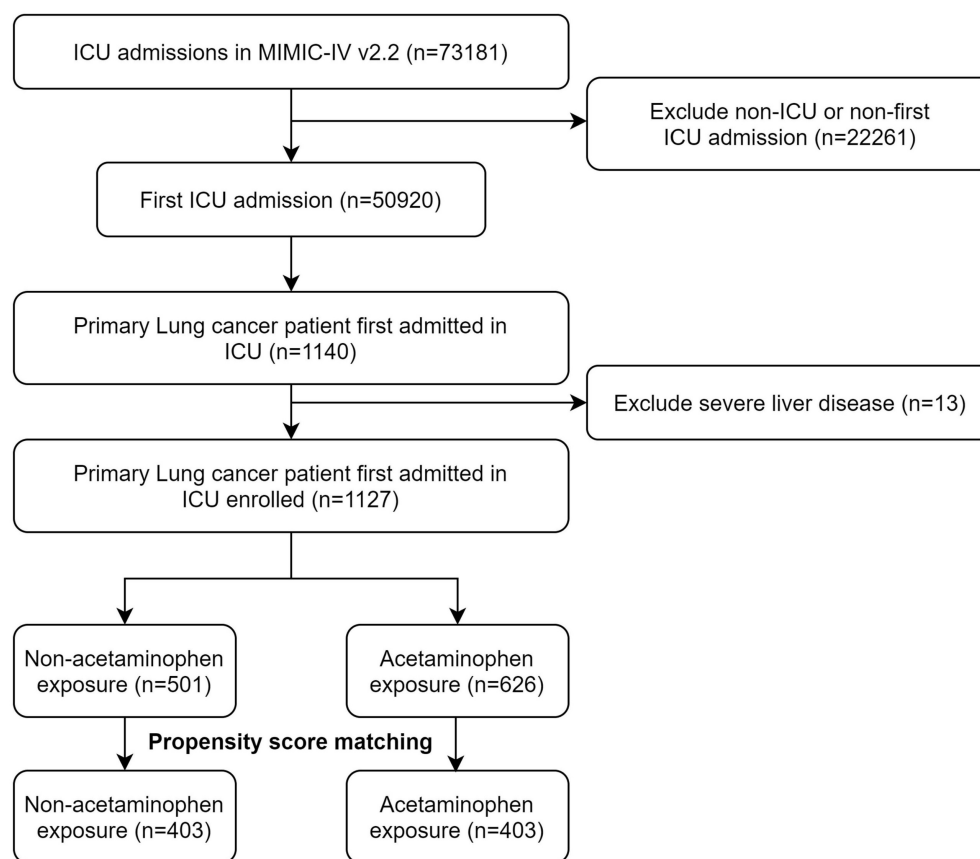 ICU admissions in MIMIC-IV v2.2 (n=73181)
Exclude non-ICU or non-first
ICU admission (n=22261)
First ICU admission (n=50920)
Primary Lung cancer patient first admitted in
ICU (n=1140)
Exclude severe liver disease (n=13)
Primary Lung cancer patient first admitted in
ICU enrolled (n=1127)
Non-acetaminophen
exposure (n=501)
Acetaminophen
exposure (n=626)
Propensity score matching
Non-acetaminophen
exposure (n=403)
Acetaminophen
exposure (n=403)